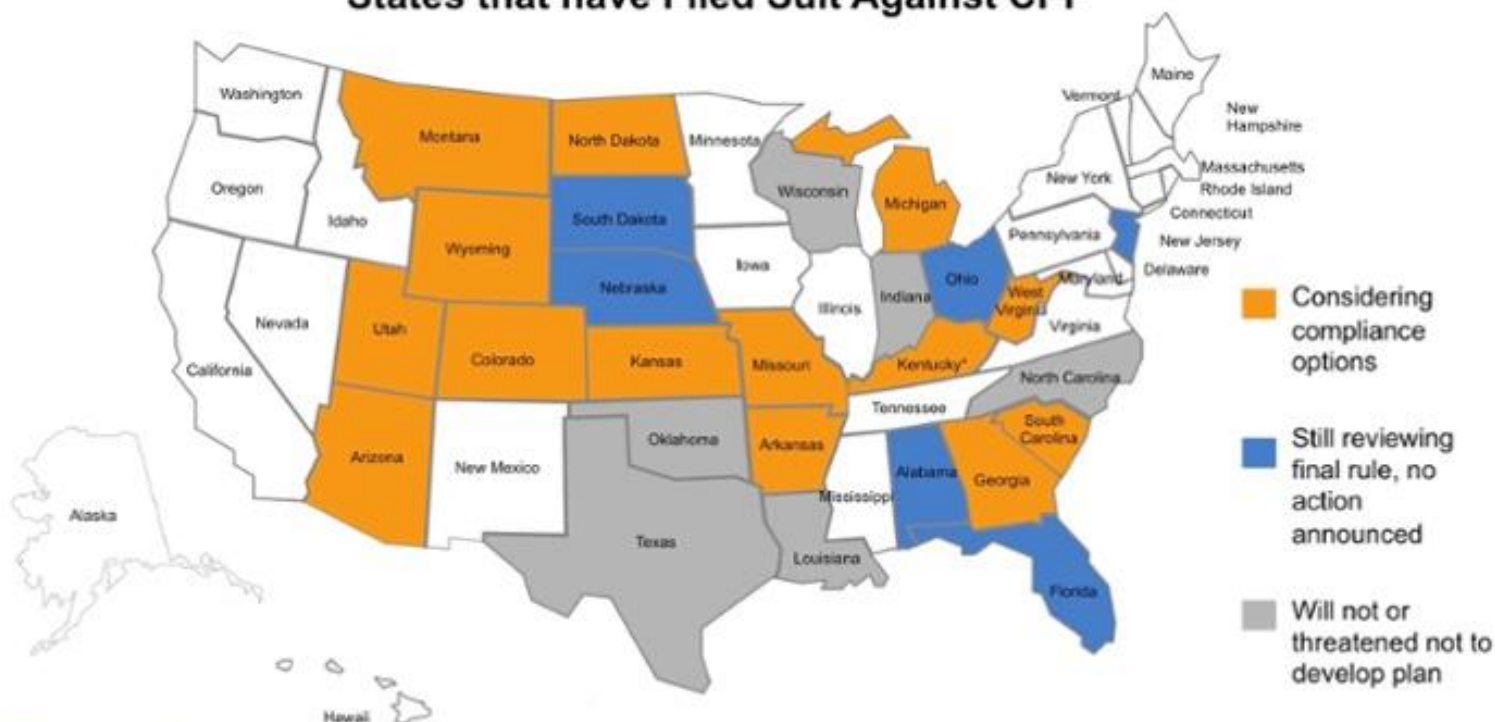 States that have Filed Suit Against CPP
Washington
Montana
North Dakota
Minnesota
Maine
Vermont
New
Hampshire
Oregon
Idaho
Wyoming
South Dakota
Wisconsin
Michigan
New York
Massachusetts
Rhode Island
Connecticut
Pennsylvania
New Jersey
Delaware
Maryland
Iowa
Nebraska
Illinois
Indiana
Ohio
West
Virginia
Virginia
Nevada
Utah
Colorado
Kansas
Missouri
Kentucky*
California
North Carolina
Tennessee
South
Carolina
Arizona
New Mexico
Oklahoma
Arkansas
Mississippi
Alabama
Georgia
Alaska
Texas
Louisiana
Florida
Hawaii
Considering
compliance
options
Still reviewing
final rule, no
action
announced
Will not or
threatened not to
develop plan